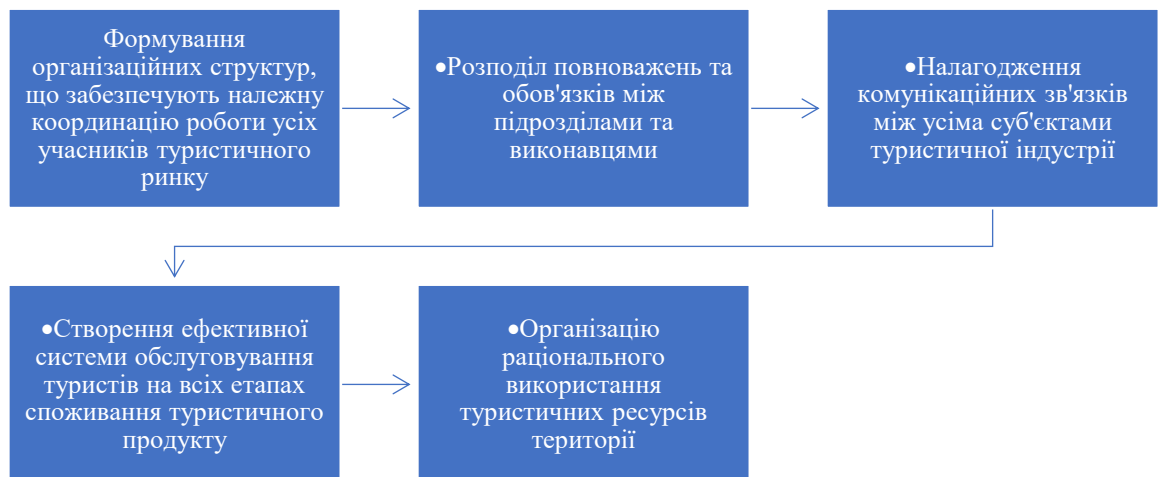 Формування
організаційних структур,
що забезпечують належну
координацію роботи усіх
учасників туристичного
ринку
•Розподіл повноважень та
обов'язків між
підрозділами та
виконавцями
•Налагодження
комунікаційних зв'язків
між усіма суб'єктами
туристичної індустрії
•Створення ефективної
системи обслуговування
туристів на всіх етапах
споживання туристичного
продукту
•Організацію
раціонального
використання
туристичних ресурсів
території